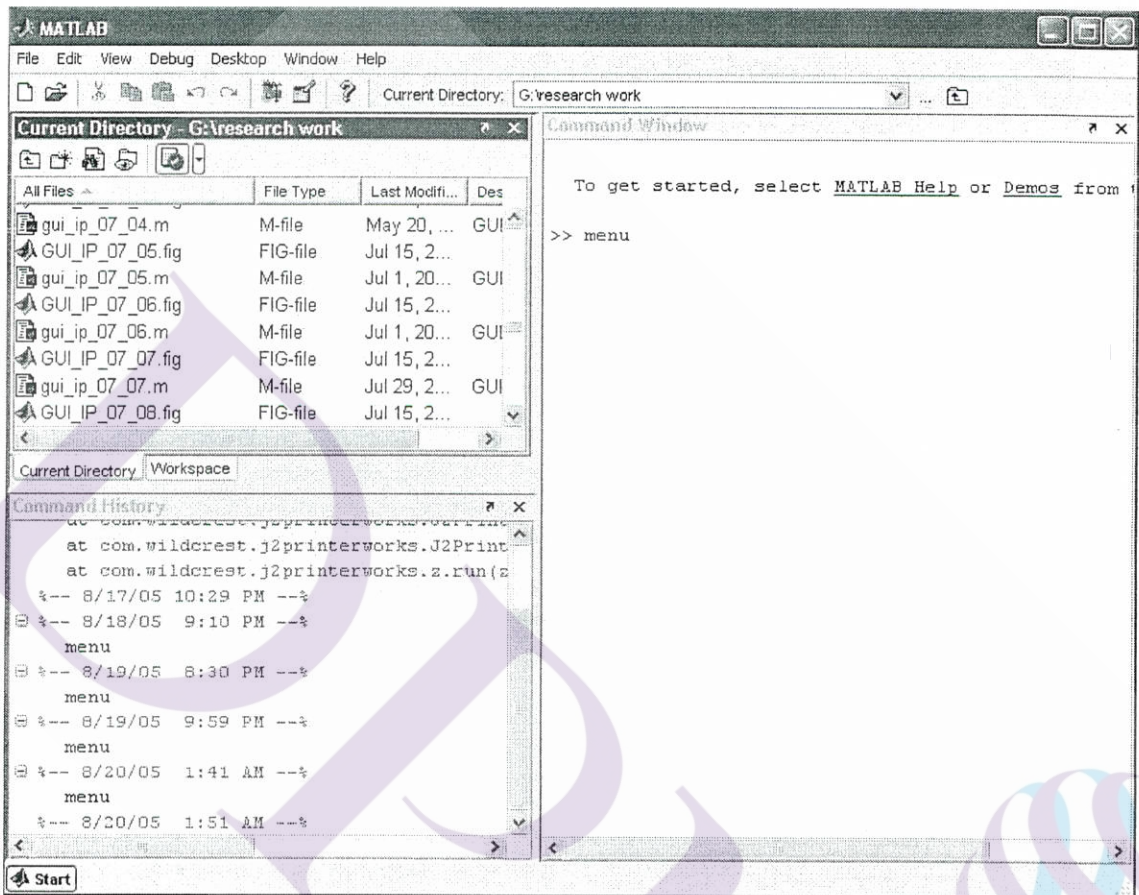 MATLAB
File Edit View Debug Desktop Window Help
Current Directory: G:\research work
Current Directory - G:\research work
All Files File Type Last Modifi... Des
gui_ip_07_04.m M-file May 20, ... GUI
GUI_IP_07_05.fig FIG-file Jul 15, 2...
gui_ip_07_05.m M-file Jul 1, 20... GUI
GUI_IP_07_06.fig FIG-file Jul 15, 2...
gui_ip_07_06.m M-file Jul 1, 20... GUI
GUI_IP_07_07.fig FIG-file Jul 15, 2...
gui_ip_07_07.m M-file Jul 29, 2... GUI
GUI_IP_07_08.fig FIG-file Jul 15, 2...
Current Directory Workspace
Command History
at com.wildcrest.j2printerworks.J2Print
at com.wildcrest.j2printerworks.z.run(z
%-- 8/17/05 10:29 PM --%
%-- 8/18/05 9:10 PM --%
menu
%-- 8/19/05 8:30 PM --%
menu
%-- 8/19/05 9:59 PM --%
menu
%-- 8/20/05 1:41 AM --%
menu
%-- 8/20/05 1:51 AM --%
Command Window
To get started, select MATLAB Help or Demos from
>> menu
Start